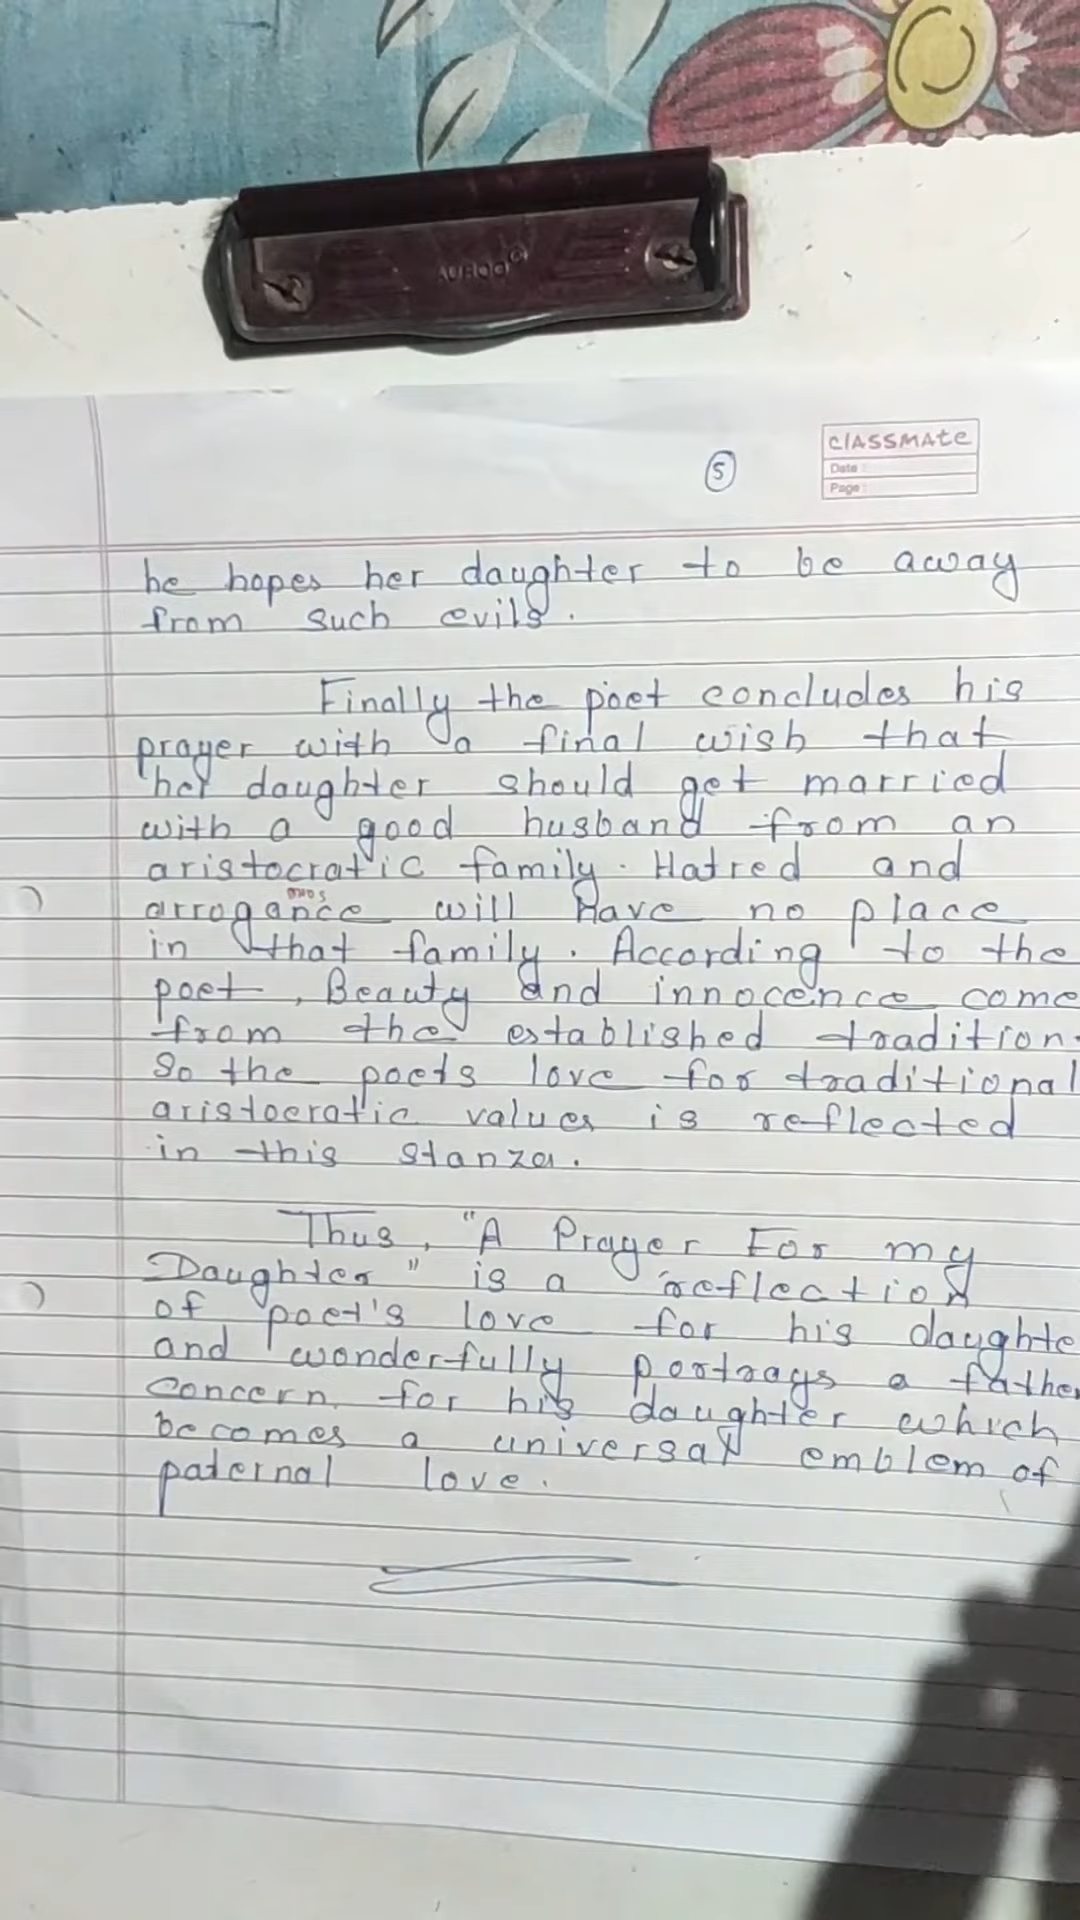 AUROO
CLASSMATE
5
Date :
Page :
he hopes her daughter to be away
from such evils.
Finally the poet concludes his
prayer with a final wish that
her daughter should get married
with a good husband from an
aristocratic family. Hatred and
arrogance will have no place
in that family. According to the
poet, Beauty and innocence come
from the established tradition.
So the poets love for traditional
aristocratic values is reflected
in this stanza.
Thus, "A Prayer For my
Daughter" is a reflection
of poet's love for his daughte
and wonderfully portrays a father
concern for his daughter which
becomes a universal emblem of
paternal love.